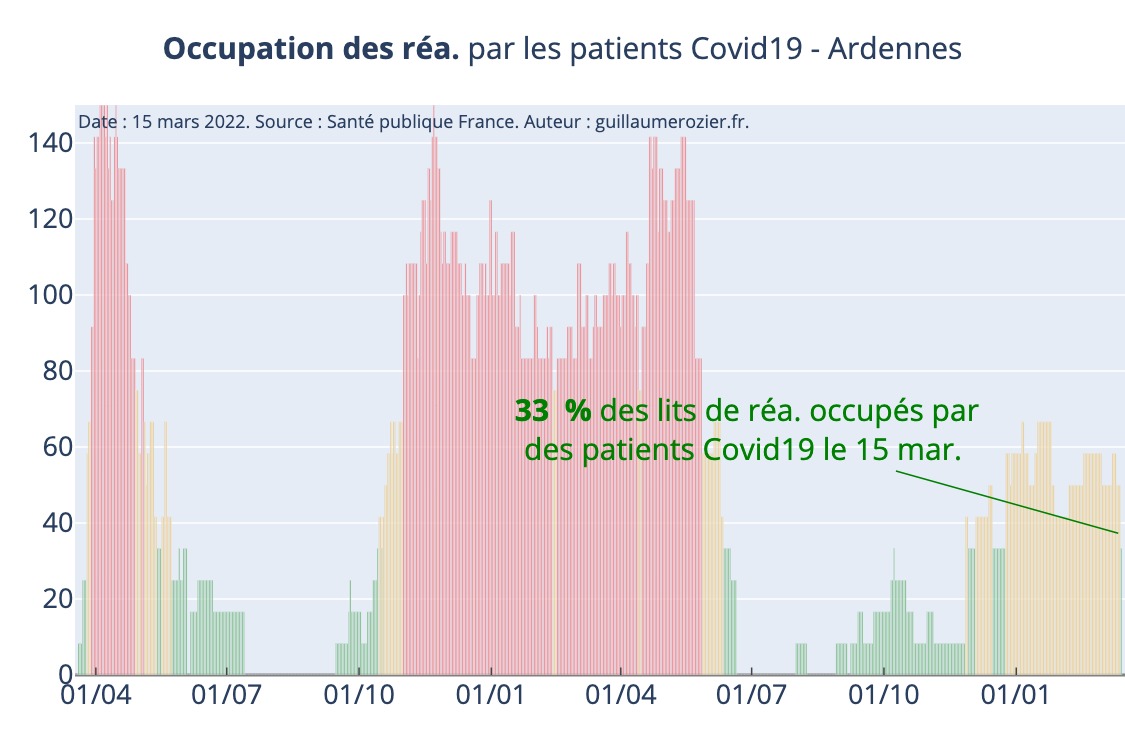 Occupation des réa. par les patients Covid19 - Ardennes
Date : 15 mars 2022. Source : Santé publique France. Auteur : guillaumerozier.fr.
140
120
100
80
60
40
20
0
33 % des lits de réa. occupés par
des patients Covid19 le 15 mar.
01/04 01/07 01/10 01/01 01/04 01/07 01/10 01/01